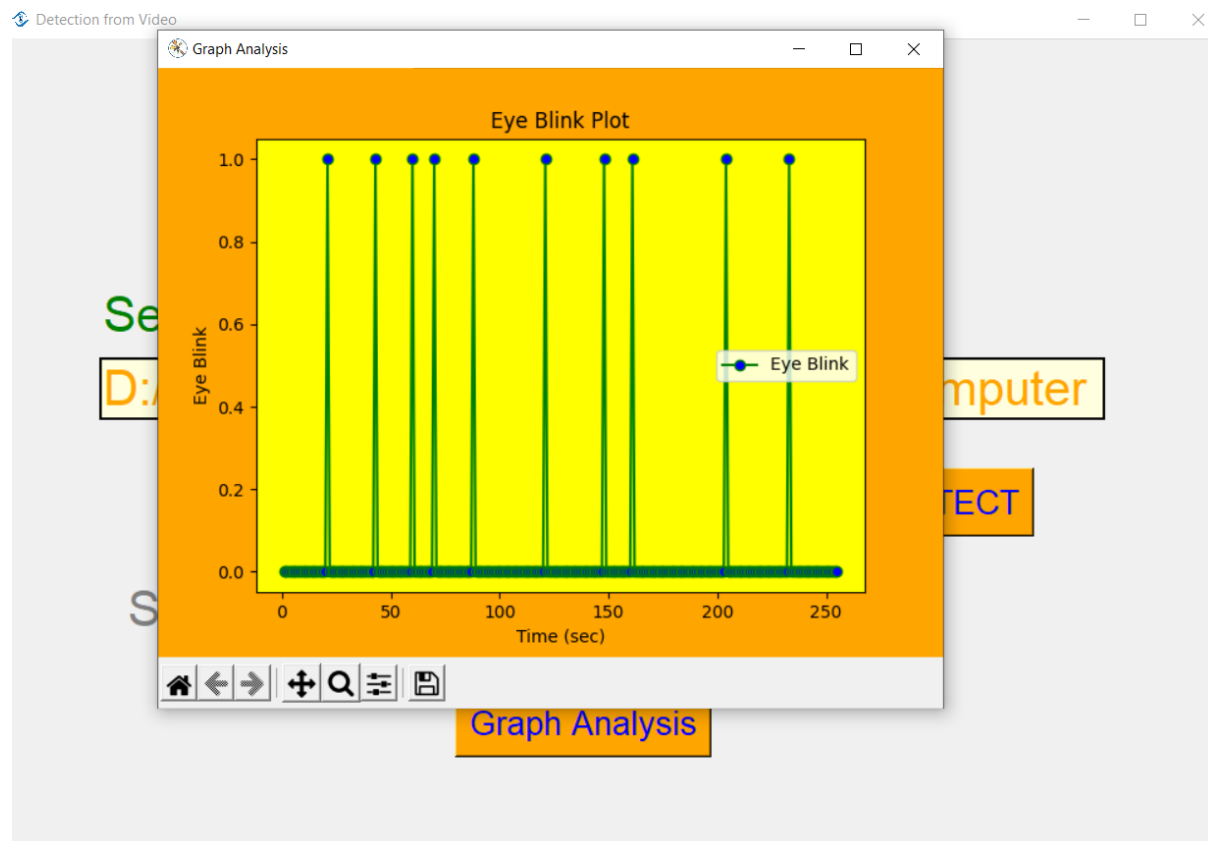 Detection from Video
Graph Analysis
Eye Blink Plot
1.0
0.8
0.6
0.4
0.2
0.0
Eye Blink
Eye Blink
0 50 100 150 200 250
Time (sec)
Se
D:/
mputer
TECT
S
Graph Analysis